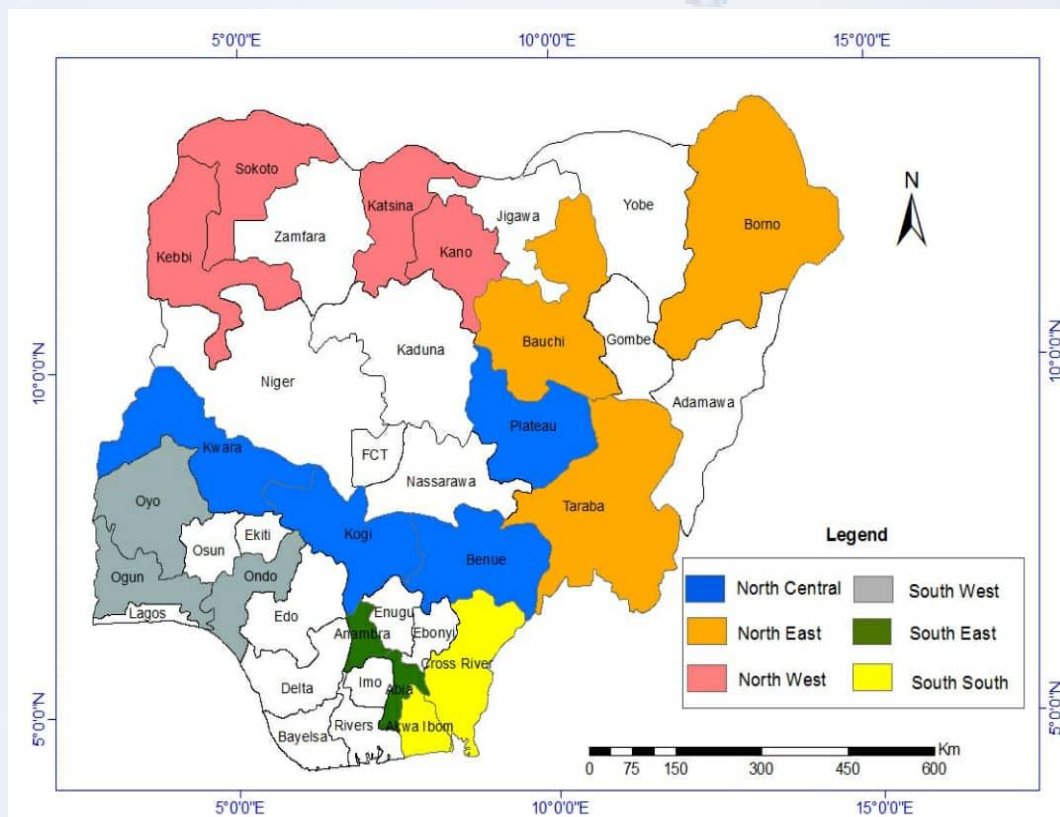 5°0'0"E 10°0'0"E 15°0'0"E
N
Sokoto
Katsina
Jigawa
Yobe
Borno
Zamfara
Kebbi
Kano
Bauchi
Gombe
Kaduna
Niger
10°0'0"N 10°0'0"N
Adamawa
Plateau
Kwara
FCT
Nassarawa
Oyo
Taraba
Kogi
Benue
Osun
Ekiti
Ogun
Ondo
Lagos
Edo
Enugu
Anambra
Ebonyi
Cross River
Delta
Imo
Abia
Bayelsa
Rivers
Akwa Ibom
5°0'0"N 5°0'0"N
Legend
North Central South West
North East South East
North West South South
Km
0 75 150 300 450 600
5°0'0"E 10°0'0"E 15°0'0"E